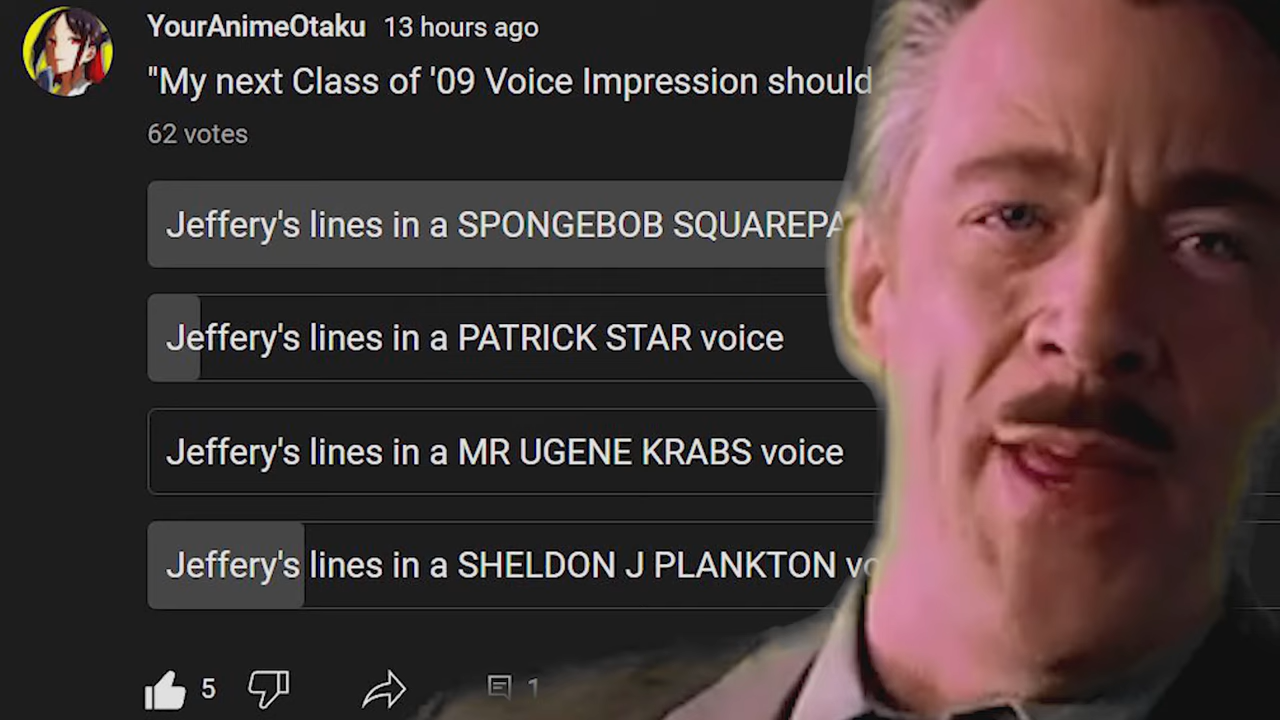 YourAnimeOtaku 13 hours ago
"My next Class of '09 Voice Impression should
62 votes
Jeffery's lines in a SPONGEBOB
Jeffery's lines in a PATRICK STAR voice
Jeffery's lines in a MR UGENE KRABS voice
Jeffery's lines in a SHELDON J PLANKTON
5 1